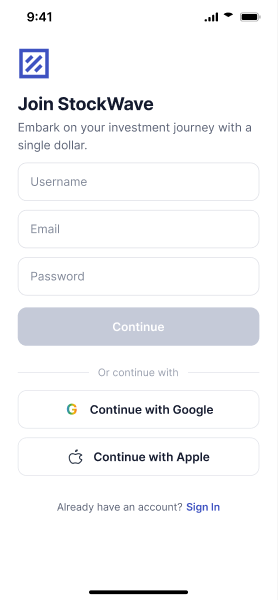 9:41
Join StockWave
Embark on your investment journey with a
single dollar.
Username
Email
Password
Continue
Or continue with
Continue with Google
Continue with Apple
Already have an account? Sign In